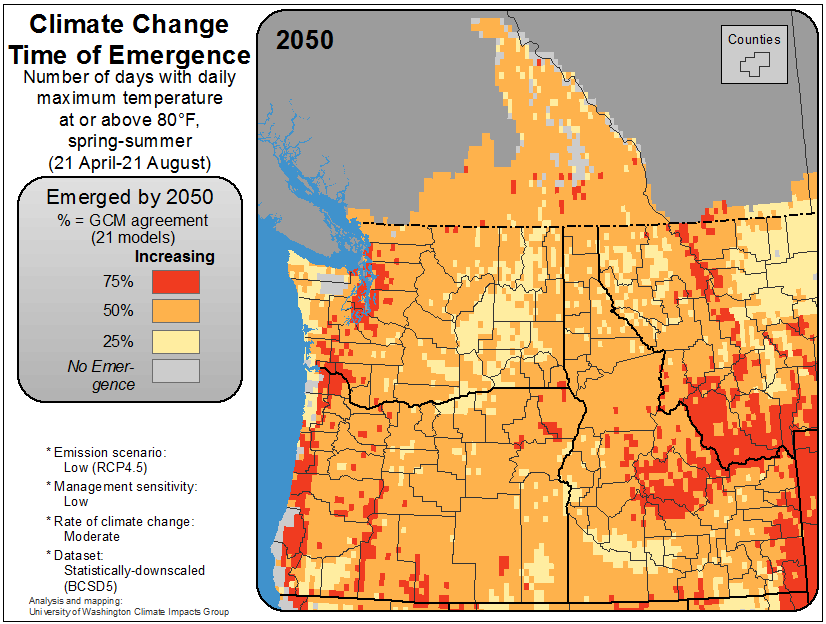 Climate Change
Time of Emergence
Number of days with daily
maximum temperature
at or above 80°F,
spring-summer
(21 April-21 August)
Emerged by 2050
% = GCM agreement
(21 models)
Increasing
75%
50%
25%
No Emer-
gence
* Emission scenario:
Low (RCP4.5)
* Management sensitivity:
Low
* Rate of climate change:
Moderate
* Dataset:
Statistically-downscaled
(BCSD5)
Analysis and mapping:
University of Washington Climate Impacts Group
2050
Counties